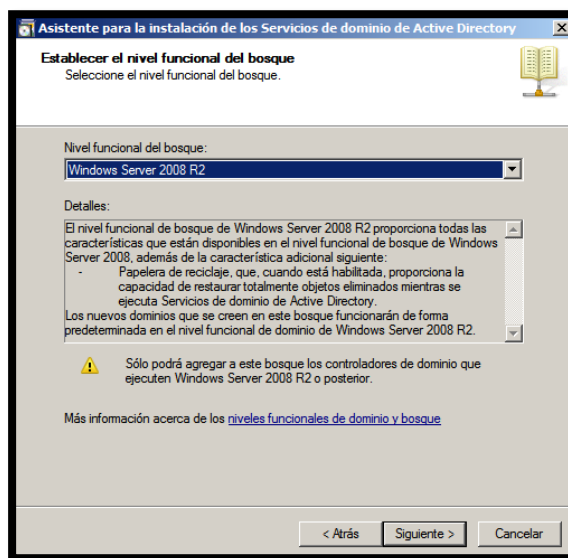 Asistente para la instalación de los Servicios de dominio de Active Directory
Establecer el nivel funcional del bosque
Seleccione el nivel funcional del bosque.
Nivel funcional del bosque:
Windows Server 2008 R2
Detalles:
El nivel funcional de bosque de Windows Server 2008 R2 proporciona todas las
características que están disponibles en el nivel funcional de bosque de Windows
Server 2008, además de la característica adicional siguiente:
- Papelera de reciclaje, que, cuando está habilitada, proporciona la
capacidad de restaurar totalmente objetos eliminados mientras se
ejecuta Servicios de dominio de Active Directory.
Los nuevos dominios que se creen en este bosque funcionarán de forma
predeterminada en el nivel funcional de dominio de Windows Server 2008 R2.
Sólo podrá agregar a este bosque los controladores de dominio que
ejecuten Windows Server 2008 R2 o posterior.
Más información acerca de los niveles funcionales de dominio y bosque
< Atrás Siguiente > Cancelar